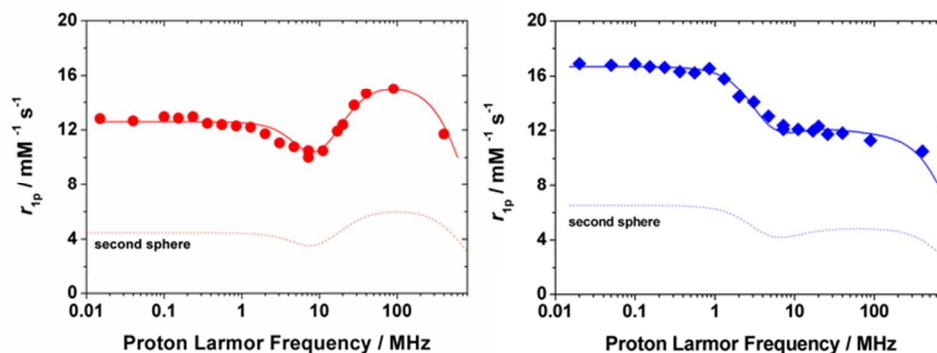 20
16
12
8
4
0
r1p / mM⁻¹ s⁻¹
second sphere
0.01 0.1 1 10 100
Proton Larmor Frequency / MHz
20
16
12
8
4
0
r1p / mM⁻¹ s⁻¹
second sphere
0.01 0.1 1 10 100
Proton Larmor Frequency / MHz